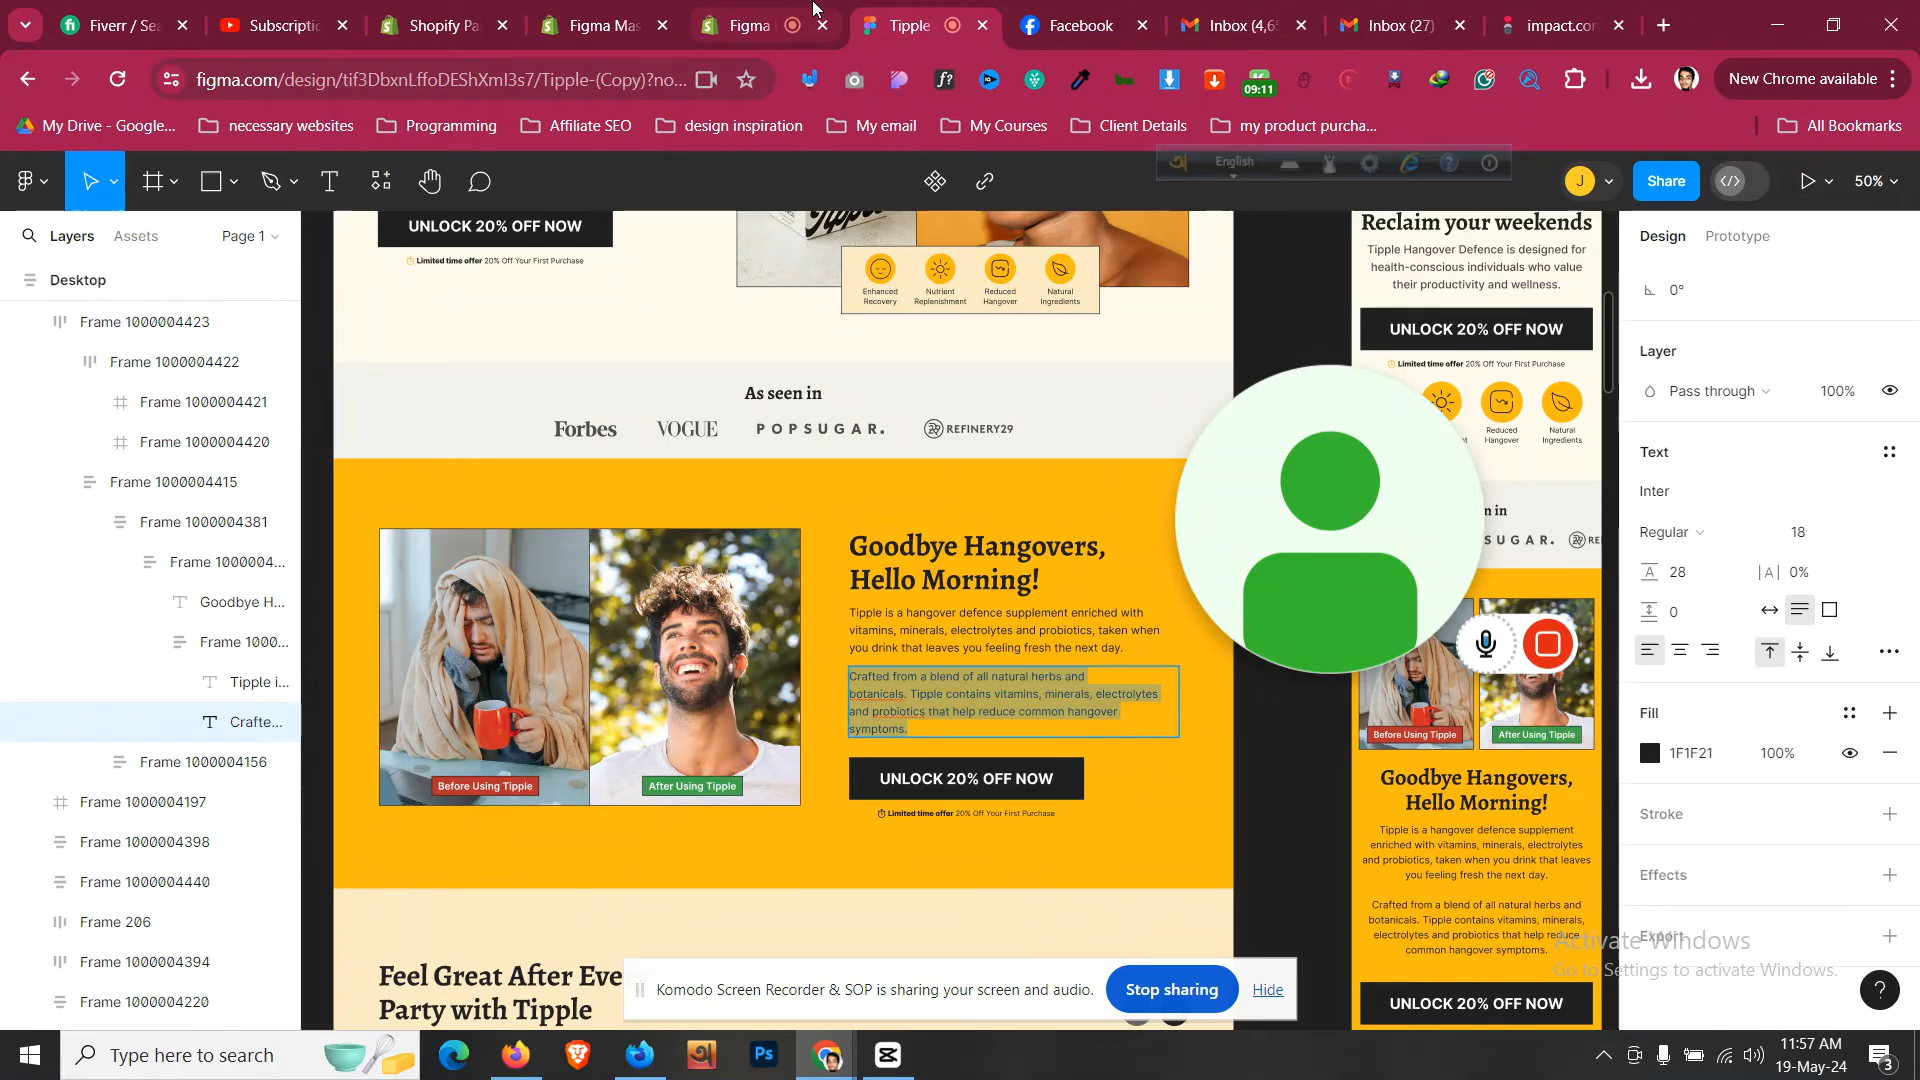 Fiverr / Sea
Subscripti
Shopify Pa
Figma Mas
Figma
Tipple
Facebook
Inbox (4,65
Inbox (27)
impact.co
figma.com/design/tif3DbxnLffoDEShXmI3s7/Tipple-(Copy)?no...
09:11
New Chrome available
My Drive - Google...
necessary websites
Programming
Affiliate SEO
design inspiration
My email
My Courses
Client Details
my product purcha...
All Bookmarks
English
J
Share
50%
Layers
Assets
Page 1
Desktop
Frame 1000004423
Frame 1000004422
Frame 1000004421
Frame 1000004420
Frame 1000004415
Frame 1000004381
Frame 1000004...
Goodbye H...
Frame 1000...
Tipple i...
Crafte...
Frame 1000004156
Frame 1000004197
Frame 1000004398
Frame 1000004440
Frame 206
Frame 1000004394
Frame 1000004220
UNLOCK 20% OFF NOW
Limited time offer 20% Off Your First Purchase
Tipple
Enhanced Recovery
Nutrient Replenishment
Reduced Hangover
Natural Ingredients
As seen in
Forbes
VOGUE
POPSUGAR.
R29 REFINERY29
Before Using Tipple
After Using Tipple
Goodbye Hangovers,
Hello Morning!
Tipple is a hangover defence supplement enriched with
vitamins, minerals, electrolytes and probiotics, taken when
you drink that leaves you feeling fresh the next day.
Crafted from a blend of all natural herbs and
botanicals. Tipple contains vitamins, minerals, electrolytes
and probiotics that help reduce common hangover
symptoms.
UNLOCK 20% OFF NOW
Limited time offer 20% Off Your First Purchase
Feel Great After Eve
Party with Tipple
Reclaim your weekends
Tipple Hangover Defence is designed for
health-conscious individuals who value
their productivity and wellness.
UNLOCK 20% OFF NOW
Limited time offer 20% Off Your First Purchase
Reduced Hangover
Natural Ingredients
n in
SUGAR.
RE
Before Using Tipple
After Using Tipple
Goodbye Hangovers,
Hello Morning!
Tipple is a hangover defence supplement
enriched with vitamins, minerals, electrolytes
and probiotics, taken when you drink that leaves
you feeling fresh the next day.
Crafted from a blend of all natural herbs and
botanicals. Tipple contains vitamins, minerals,
electrolytes and probiotics that help reduce
common hangover symptoms.
UNLOCK 20% OFF NOW
Design
Prototype
0°
Layer
Pass through
100%
Text
Inter
Regular
18
28
0%
0
Fill
1F1F21
100%
Stroke
Effects
Export
Activate Windows
Go to Settings to activate Windows.
Komodo Screen Recorder & SOP is sharing your screen and audio.
Stop sharing
Hide
Type here to search
Ps
11:57 AM
19-May-24
3